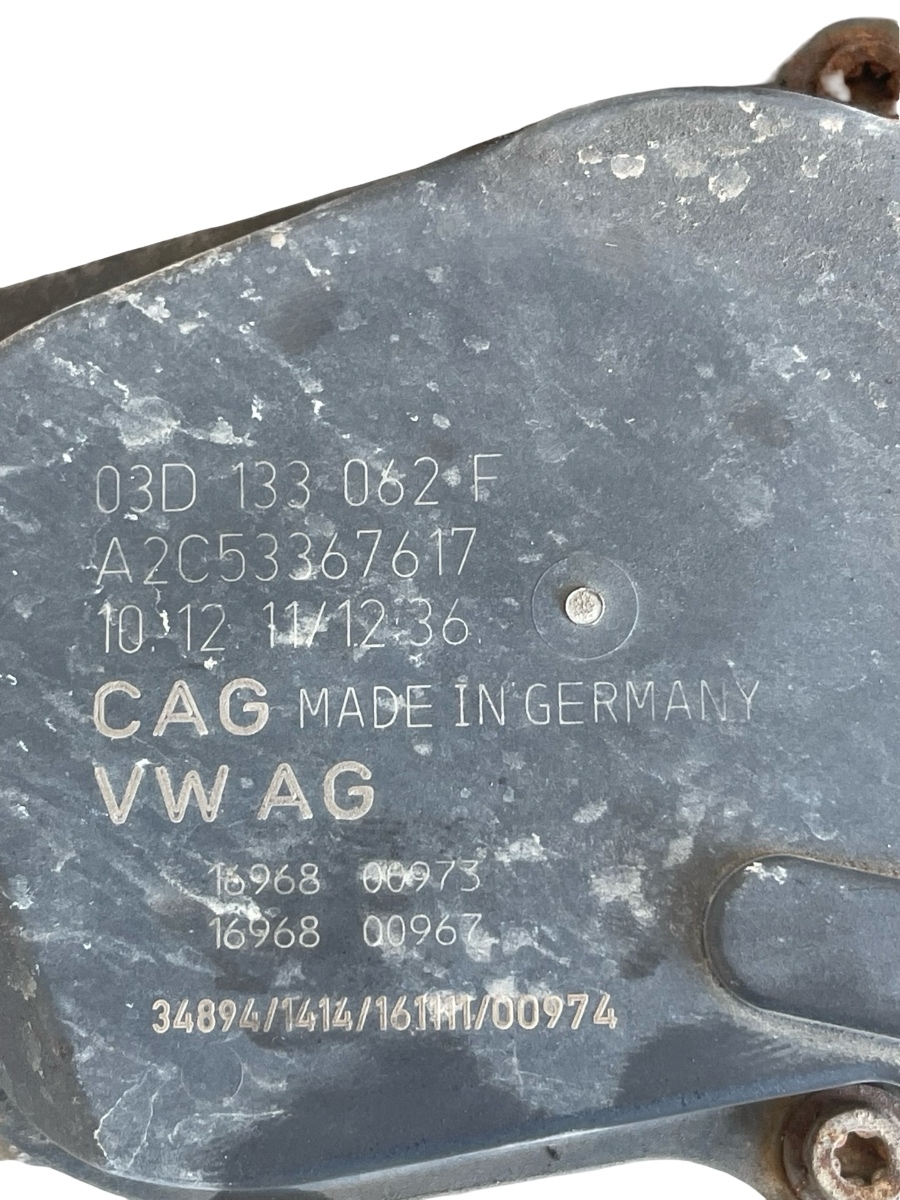 03D 133 062 F
A2C53367617
10.12.11/12:36
CAG MADE IN GERMANY
VW AG
16968 00973
16968 00967
34894/1414/161111/00974